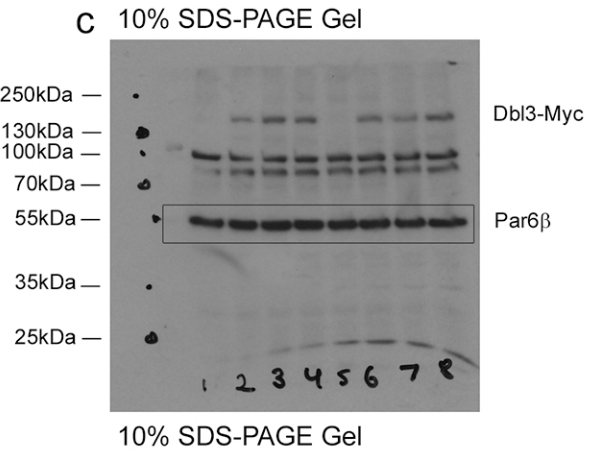 c 10% SDS-PAGE Gel
250kDa
Dbl3-Myc
130kDa
100kDa
70kDa
55kDa
Par6β
35kDa
25kDa
1 2 3 4 5 6 7 8
10% SDS-PAGE Gel